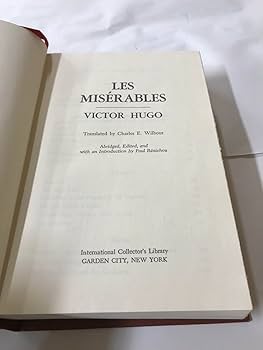 LES
MISÉRABLES
VICTOR HUGO
Translated by Charles E. Wilbour
Abridged, Edited, and
with an Introduction by Paul Bénichou
International Collector's Library
GARDEN CITY, NEW YORK